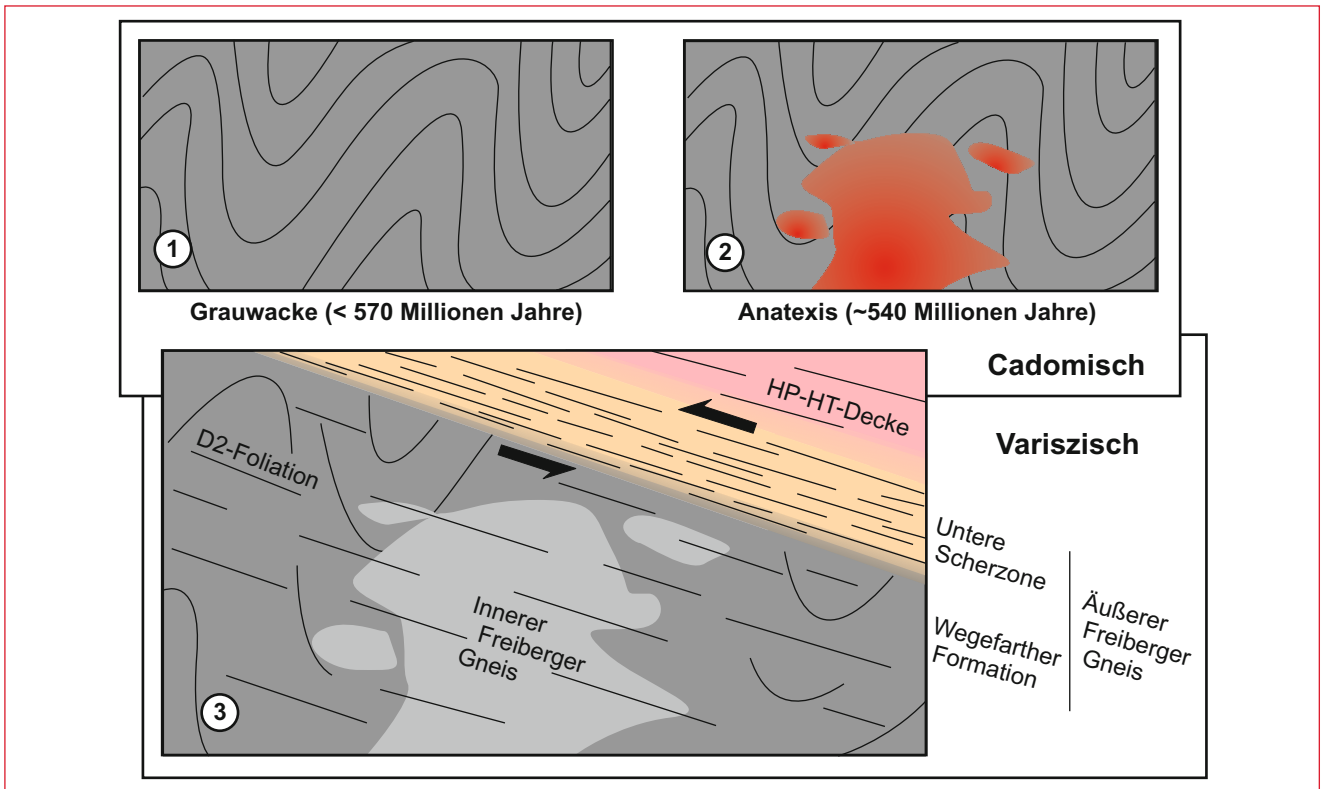 1
2
Grauwacke (< 570 Millionen Jahre)
Anatexis (~540 Millionen Jahre)
Cadomisch
HP-HT-Decke
Variszisch
D2-Foliation
Untere
Scherzone
Innerer
Freiberger
Gneis
Wegefarther
Formation
Äußerer
Freiberger
Gneis
3